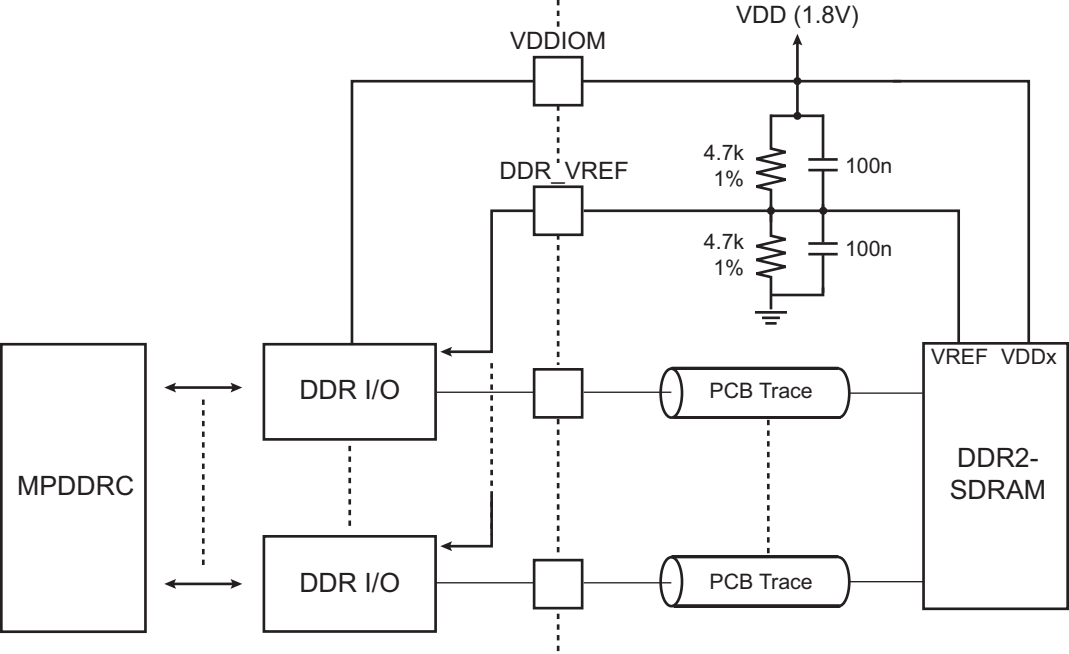 VDD (1.8V)
VDDIOM
4.7k
1%
100n
DDR_VREF
4.7k
1%
100n
VREF VDDx
DDR I/O
PCB Trace
MPDDRC
DDR2-
SDRAM
DDR I/O
PCB Trace